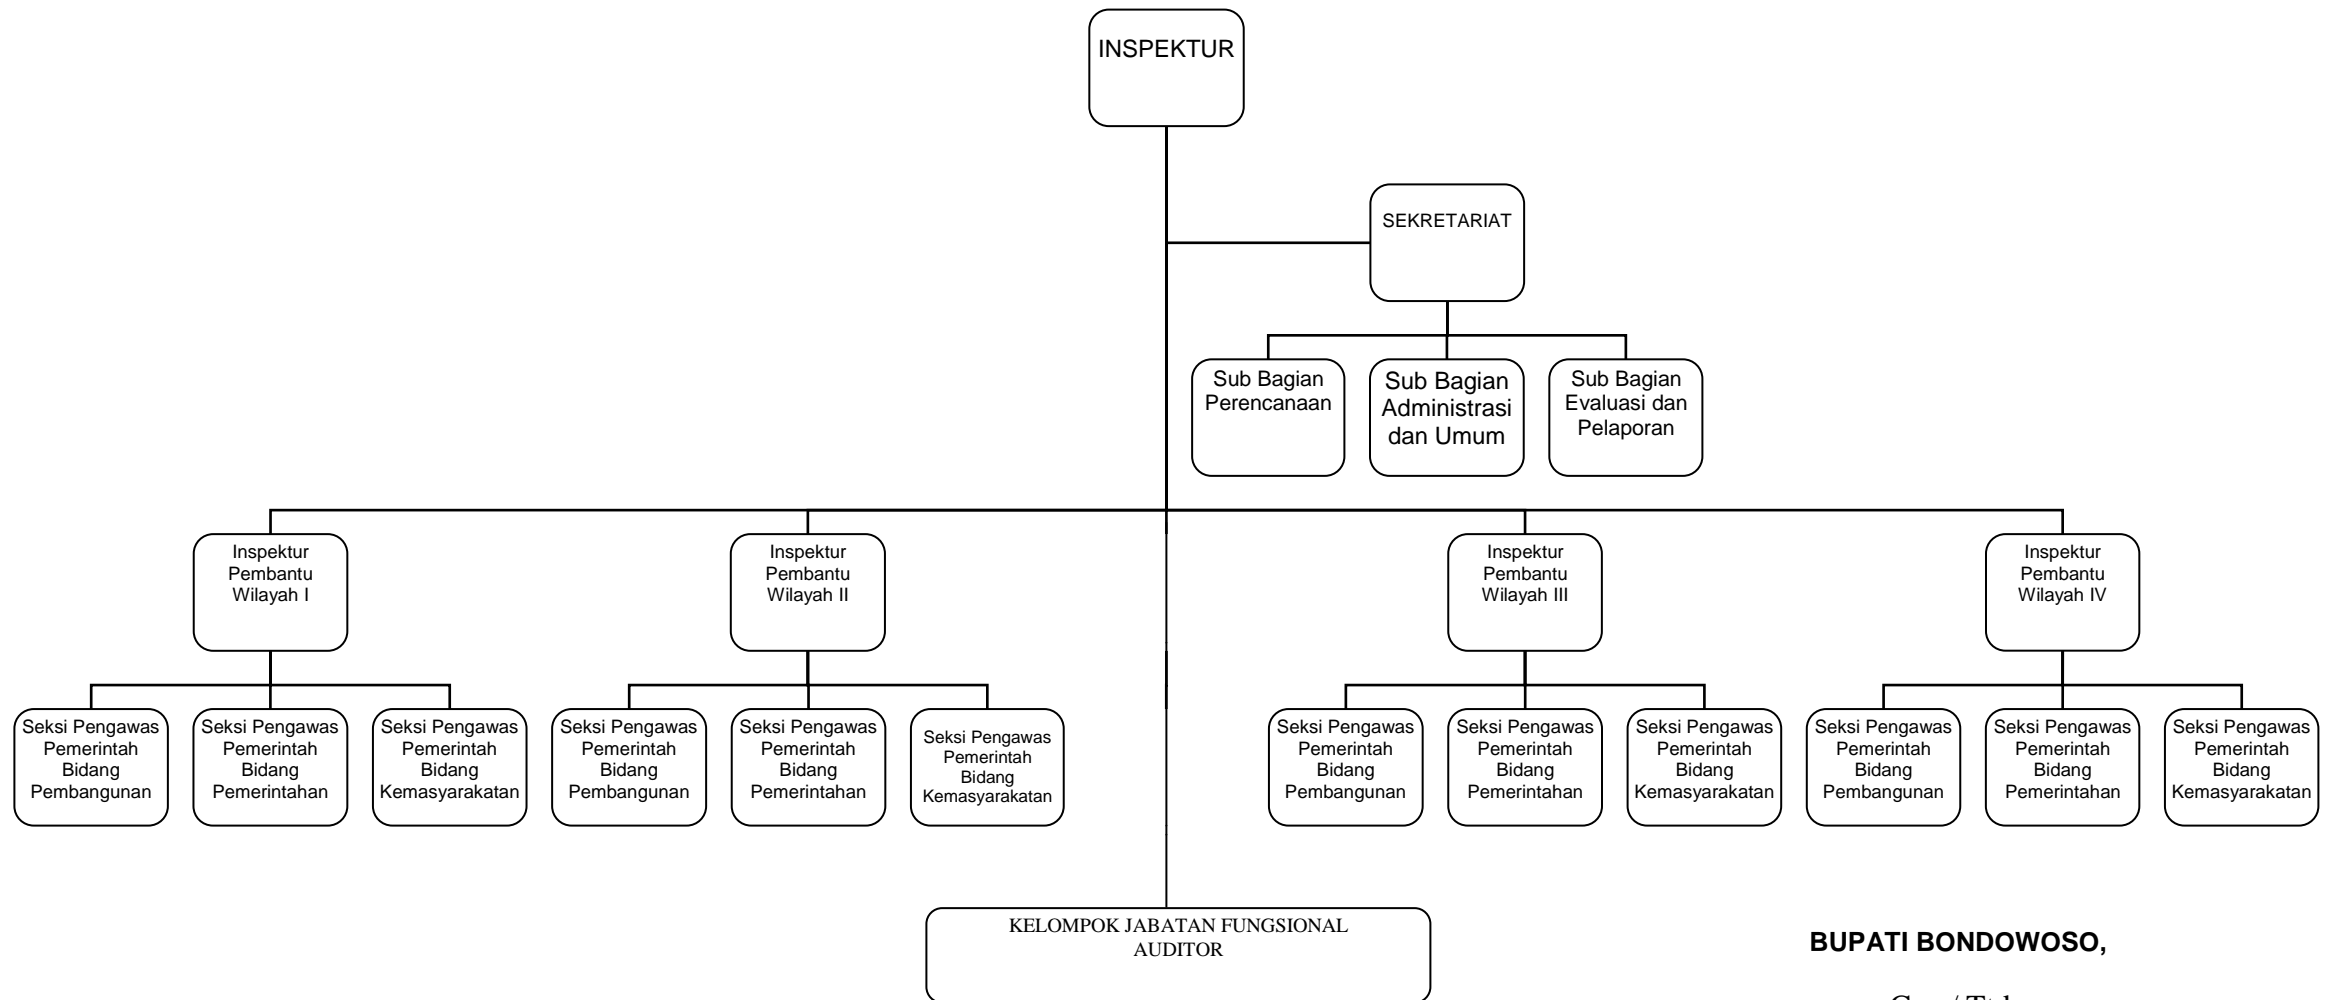 INSPEKTUR
SEKRETARIAT
Sub Bagian
Perencanaan
Sub Bagian
Administrasi
dan Umum
Sub Bagian
Evaluasi dan
Pelaporan
Inspektur
Pembantu
Wilayah I
Inspektur
Pembantu
Wilayah II
Inspektur
Pembantu
Wilayah III
Inspektur
Pembantu
Wilayah IV
Seksi Pengawas
Pemerintah
Bidang
Pembangunan
Seksi Pengawas
Pemerintah
Bidang
Pemerintahan
Seksi Pengawas
Pemerintah
Bidang
Kemasyarakatan
Seksi Pengawas
Pemerintah
Bidang
Pembangunan
Seksi Pengawas
Pemerintah
Bidang
Pemerintahan
Seksi Pengawas
Pemerintah
Bidang
Kemasyarakatan
Seksi Pengawas
Pemerintah
Bidang
Pembangunan
Seksi Pengawas
Pemerintah
Bidang
Pemerintahan
Seksi Pengawas
Pemerintah
Bidang
Kemasyarakatan
Seksi Pengawas
Pemerintah
Bidang
Pembangunan
Seksi Pengawas
Pemerintah
Bidang
Pemerintahan
Seksi Pengawas
Pemerintah
Bidang
Kemasyarakatan
KELOMPOK JABATAN FUNGSIONAL
AUDITOR
BUPATI BONDOWOSO,